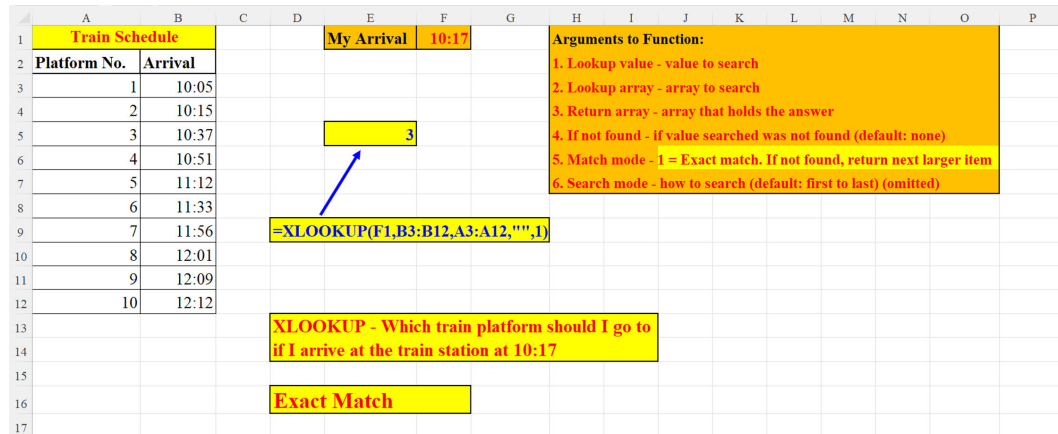 A B C D E F G H I J K L M N O P
1 Train Schedule My Arrival 10:17 Arguments to Function:
2 Platform No. Arrival 1. Lookup value - value to search
3 1 10:05 2. Lookup array - array to search
4 2 10:15 3. Return array - array that holds the answer
5 3 10:37 3 4. If not found - if value searched was not found (default: none)
6 4 10:51 5. Match mode - 1 = Exact match. If not found, return next larger item
7 5 11:12 6. Search mode - how to search (default: first to last) (omitted)
8 6 11:33
9 7 11:56 =XLOOKUP(F1,B3:B12,A3:A12,"",1)
10 8 12:01
11 9 12:09
12 10 12:12
13 XLOOKUP - Which train platform should I go to
14 if I arrive at the train station at 10:17
15
16 Exact Match
17